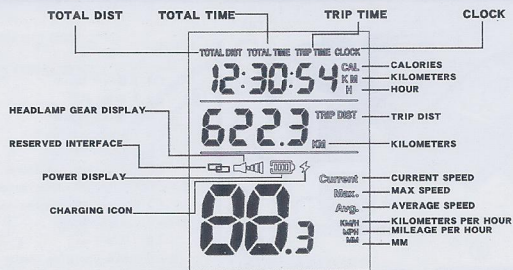 TOTAL DIST TOTAL TIME TRIP TIME CLOCK
TOTAL DIST TOTAL TIME TRIP TIME CLOCK
12:30:54 CAL CALORIES
KM KILOMETERS
H HOUR
HEADLAMP GEAR DISPLAY
622.3 TRIP DIST TRIP DIST
RESERVED INTERFACE
KM KILOMETERS
POWER DISPLAY
Current CURRENT SPEED
Max. MAX SPEED
CHARGING ICON
Avg. AVERAGE SPEED
88.3 KM/H KILOMETERS PER HOUR
MPH MILEAGE PER HOUR
MM MM